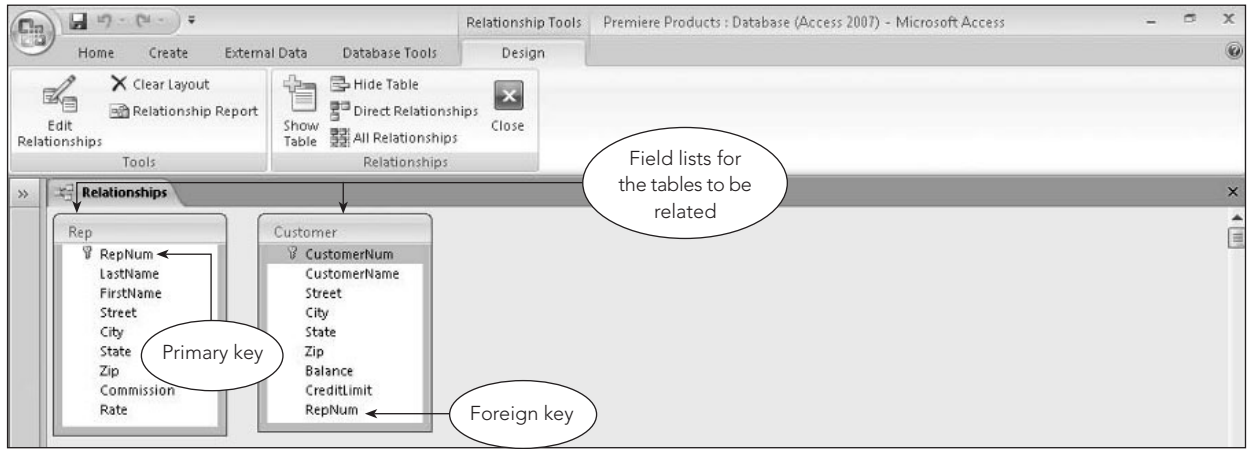 Relationship Tools
Premiere Products : Database (Access 2007) - Microsoft Access
Home Create External Data Database Tools Design
Edit
Relationships
Clear Layout
Relationship Report
Tools
Show
Table
Hide Table
Direct Relationships
All Relationships
Close
Relationships
Field lists for
the tables to be
related
Relationships
Rep
RepNum
LastName
FirstName
Street
City
State
Zip
Commission
Rate
Primary key
Customer
CustomerNum
CustomerName
Street
City
State
Zip
Balance
CreditLimit
RepNum
Foreign key